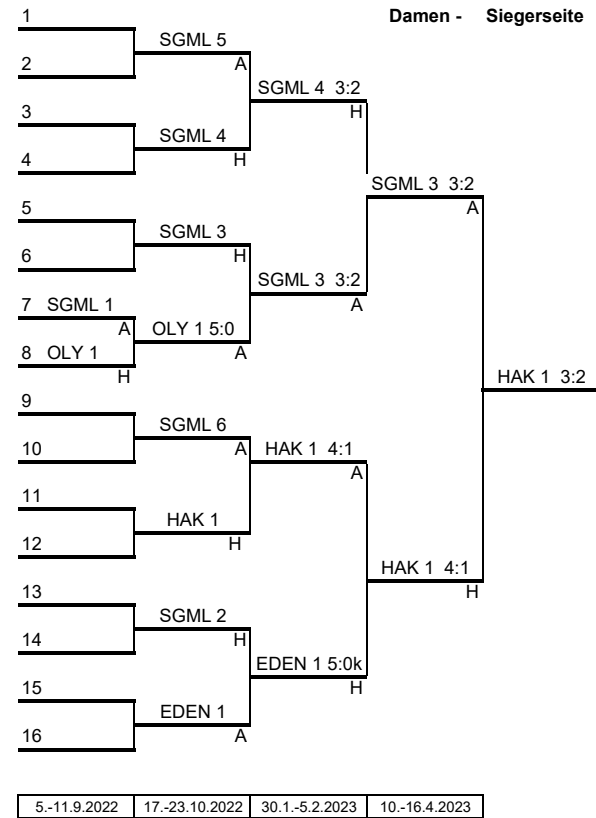 Damen - Siegerseite
1
SGML 5
2
A
SGML 4 3:2
3
H
SGML 4
4
H
SGML 3 3:2
A
5
SGML 3
6
H
SGML 3 3:2
7 SGML 1
A
A
OLY 1 5:0
8 OLY 1
A
H
HAK 1 3:2
9
SGML 6
10
A
HAK 1 4:1
A
11
HAK 1
12
H
HAK 1 4:1
H
13
SGML 2
14
H
EDEN 1 5:0k
15
H
EDEN 1
16
A
5.-11.9.2022 17.-23.10.2022 30.1.-5.2.2023 10.-16.4.2023